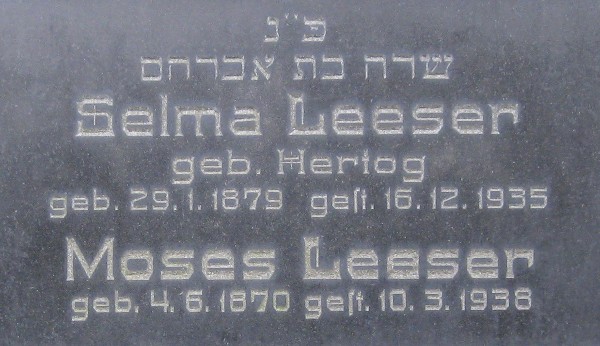 פ״נ
שרה בת אברהם
Selma Leeser
geb. Hertog
geb. 29. 1. 1879 geſt. 16. 12. 1935
Moses Leeser
geb. 4. 6. 1870 geſt. 10. 3. 1938